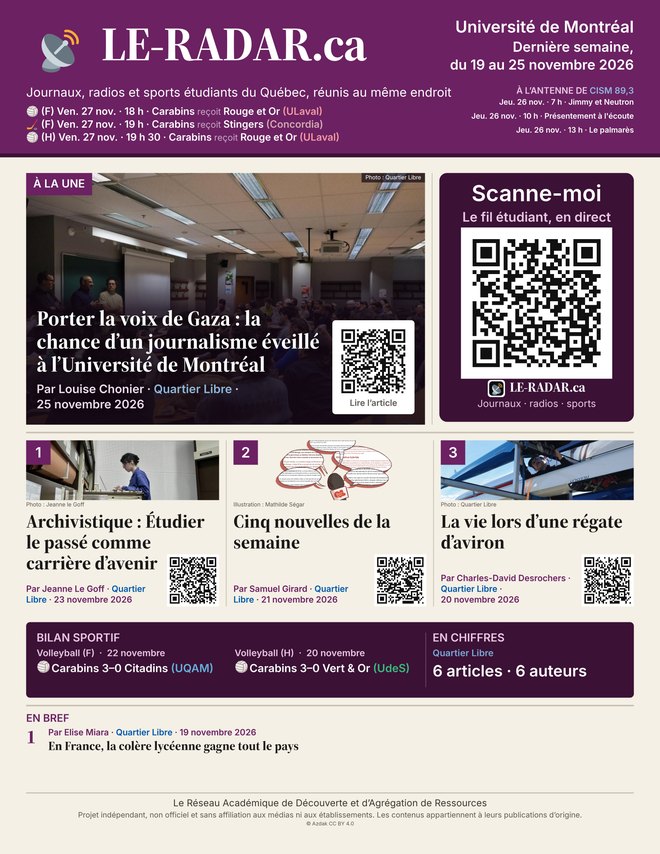 LE-RADAR.ca
Université de Montréal
Dernière semaine,
du 19 au 25 novembre 2026
Journaux, radios et sports étudiants du Québec, réunis au même endroit
(F) Ven. 27 nov. · 18 h · Carabins reçoit Rouge et Or (ULaval)
(F) Ven. 27 nov. · 19 h · Carabins reçoit Stingers (Concordia)
(H) Ven. 27 nov. · 19 h 30 · Carabins reçoit Rouge et Or (ULaval)
À L'ANTENNE DE CISM 89,3
Jeu. 26 nov. · 7 h · Jimmy et Neutron
Jeu. 26 nov. · 10 h · Présentement à l'écoute
Jeu. 26 nov. · 13 h · Le palmarès
À LA UNE
Photo : Quartier Libre
Porter la voix de Gaza : la
chance d'un journalisme éveillé
à l'Université de Montréal
Par Louise Chonier · Quartier Libre ·
25 novembre 2026
Lire l'article
Scanne-moi
Le fil étudiant, en direct
LE-RADAR.ca
Journaux · radios · sports
1
Photo : Jeanne le Goff
Archivistique : Étudier
le passé comme
carrière d'avenir
Par Jeanne Le Goff · Quartier
Libre · 23 novembre 2026
2
Illustration : Mathilde Ségar
Cinq nouvelles de la
semaine
Par Samuel Girard · Quartier
Libre · 21 novembre 2026
3
Photo : Quartier Libre
La vie lors d'une régate
d'aviron
Par Charles-David Desrochers ·
Quartier Libre ·
20 novembre 2026
BILAN SPORTIF
Volleyball (F) · 22 novembre
Carabins 3–0 Citadins (UQAM)
Volleyball (H) · 20 novembre
Carabins 3–0 Vert & Or (UdeS)
EN CHIFFRES
Quartier Libre
6 articles · 6 auteurs
EN BREF
1
Par Elise Miara · Quartier Libre · 19 novembre 2026
En France, la colère lycéenne gagne tout le pays
Le Réseau Académique de Découverte et d'Agrégation de Ressources
Projet indépendant, non officiel et sans affiliation aux médias ni aux établissements. Les contenus appartiennent à leurs publications d'origine.
© Azdak CC BY 4.0